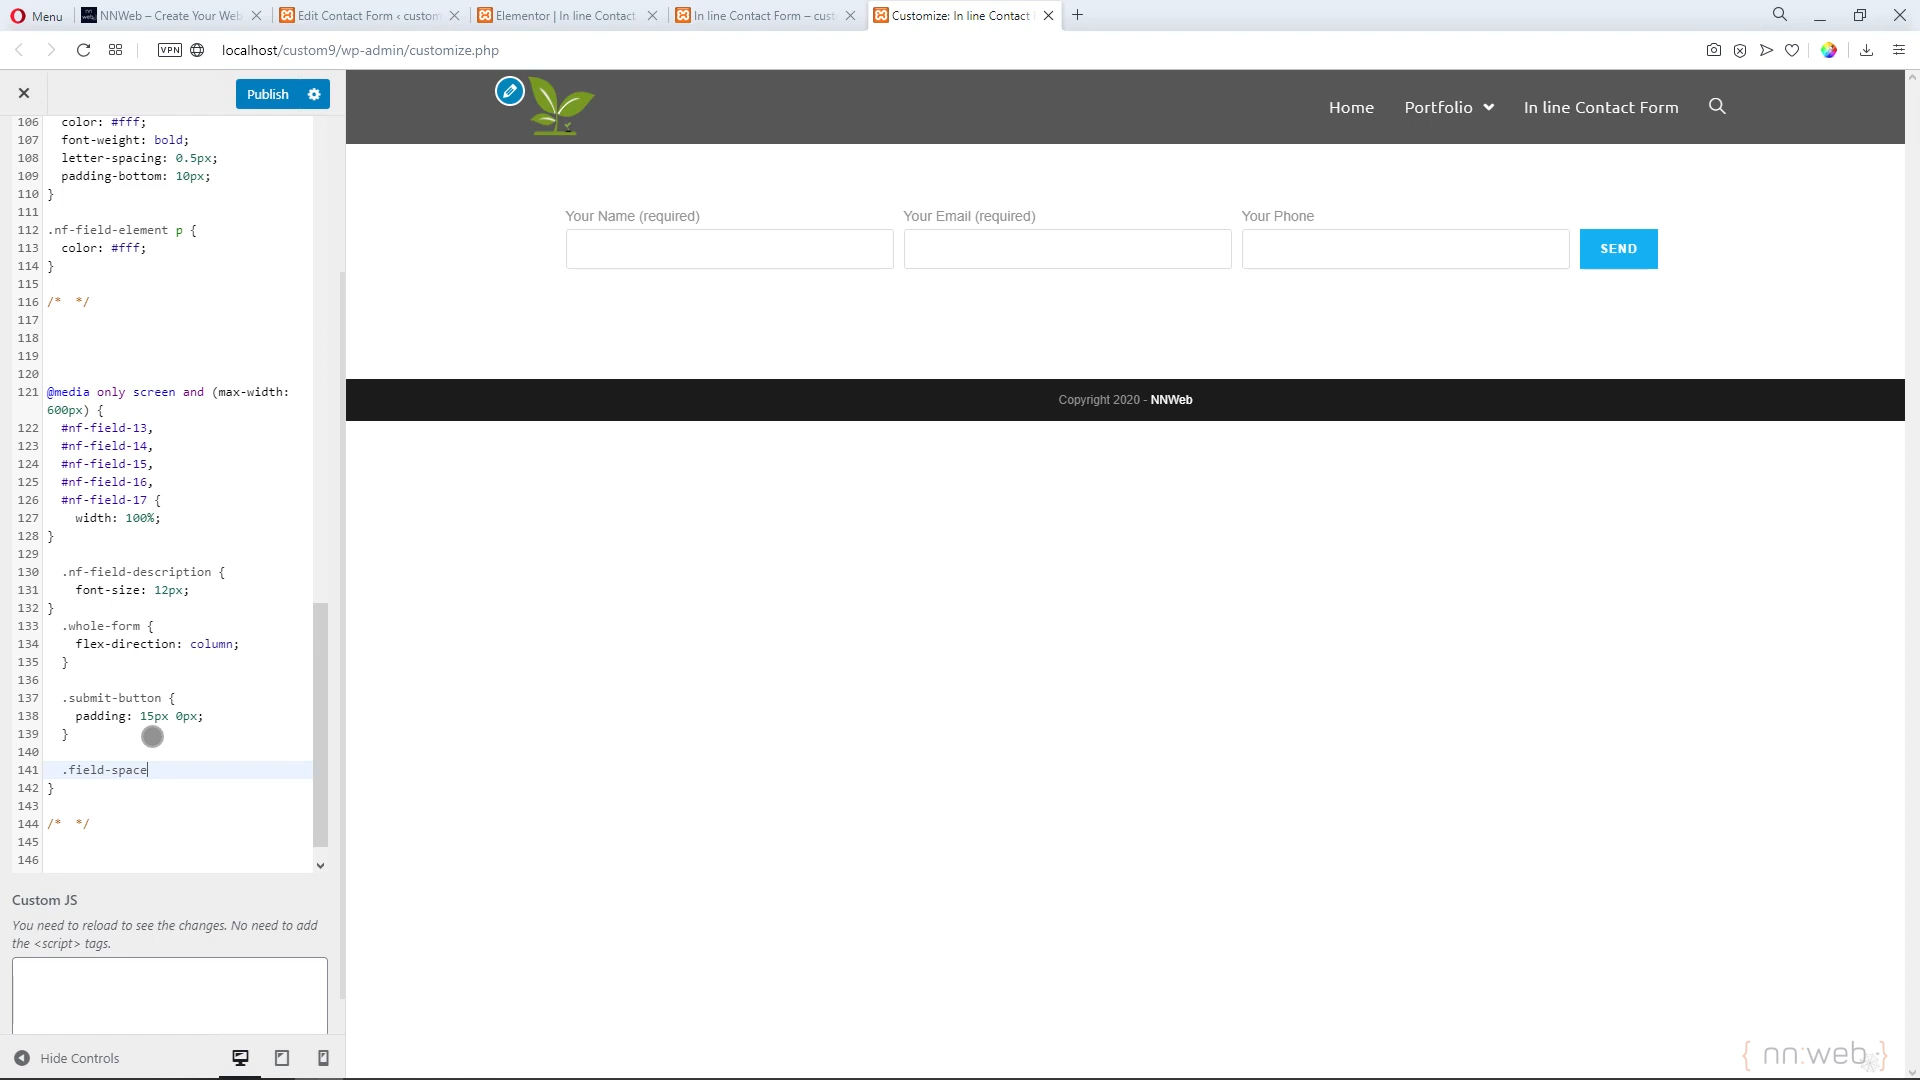 Menu
NNWeb – Create Your Web
Edit Contact Form ‹ custom
Elementor | In line Contact
In line Contact Form – cust
Customize: In line Contact
VPN
localhost/custom9/wp-admin/customize.php
Publish
Home
Portfolio
In line Contact Form
106 color: #fff;
107 font-weight: bold;
108 letter-spacing: 0.5px;
109 padding-bottom: 10px;
110 }
111
112 .nf-field-element p {
113 color: #fff;
114 }
115
116 /*  */
117
118
119
120
121 @media only screen and (max-width:
600px) {
122 #nf-field-13,
123 #nf-field-14,
124 #nf-field-15,
125 #nf-field-16,
126 #nf-field-17 {
127 width: 100%;
128 }
129
130 .nf-field-description {
131 font-size: 12px;
132 }
133 .whole-form {
134 flex-direction: column;
135 }
136
137 .submit-button {
138 padding: 15px 0px;
139 }
140
141 .field-space
142 }
143
144 /*  */
145
146
Your Name (required)
Your Email (required)
Your Phone
SEND
Copyright 2020 - NNWeb
Custom JS
You need to reload to see the changes. No need to add
the <script> tags.
Hide Controls
{ nn:web }